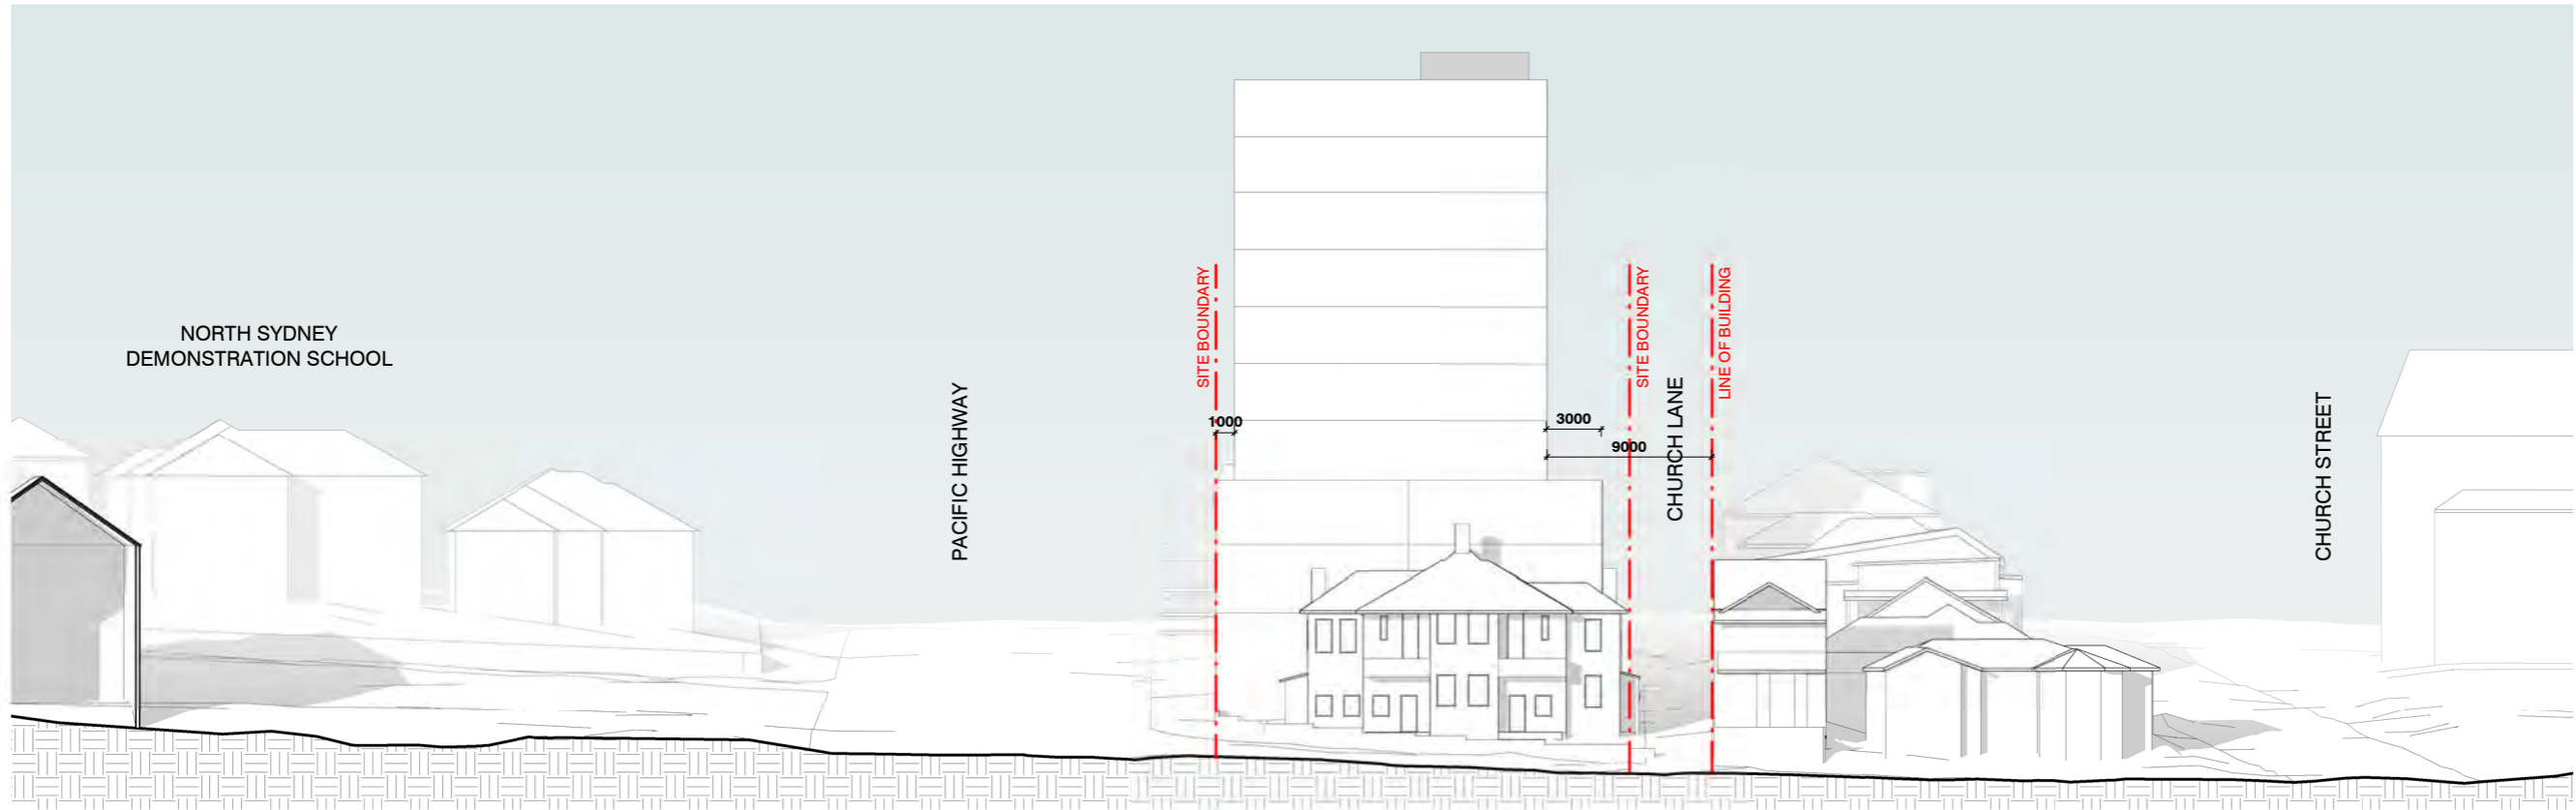 NORTH SYDNEY
DEMONSTRATION SCHOOL
PACIFIC HIGHWAY
SITE BOUNDARY
1000
3000
9000
SITE BOUNDARY
CHURCH LANE
LINE OF BUILDING
CHURCH STREET